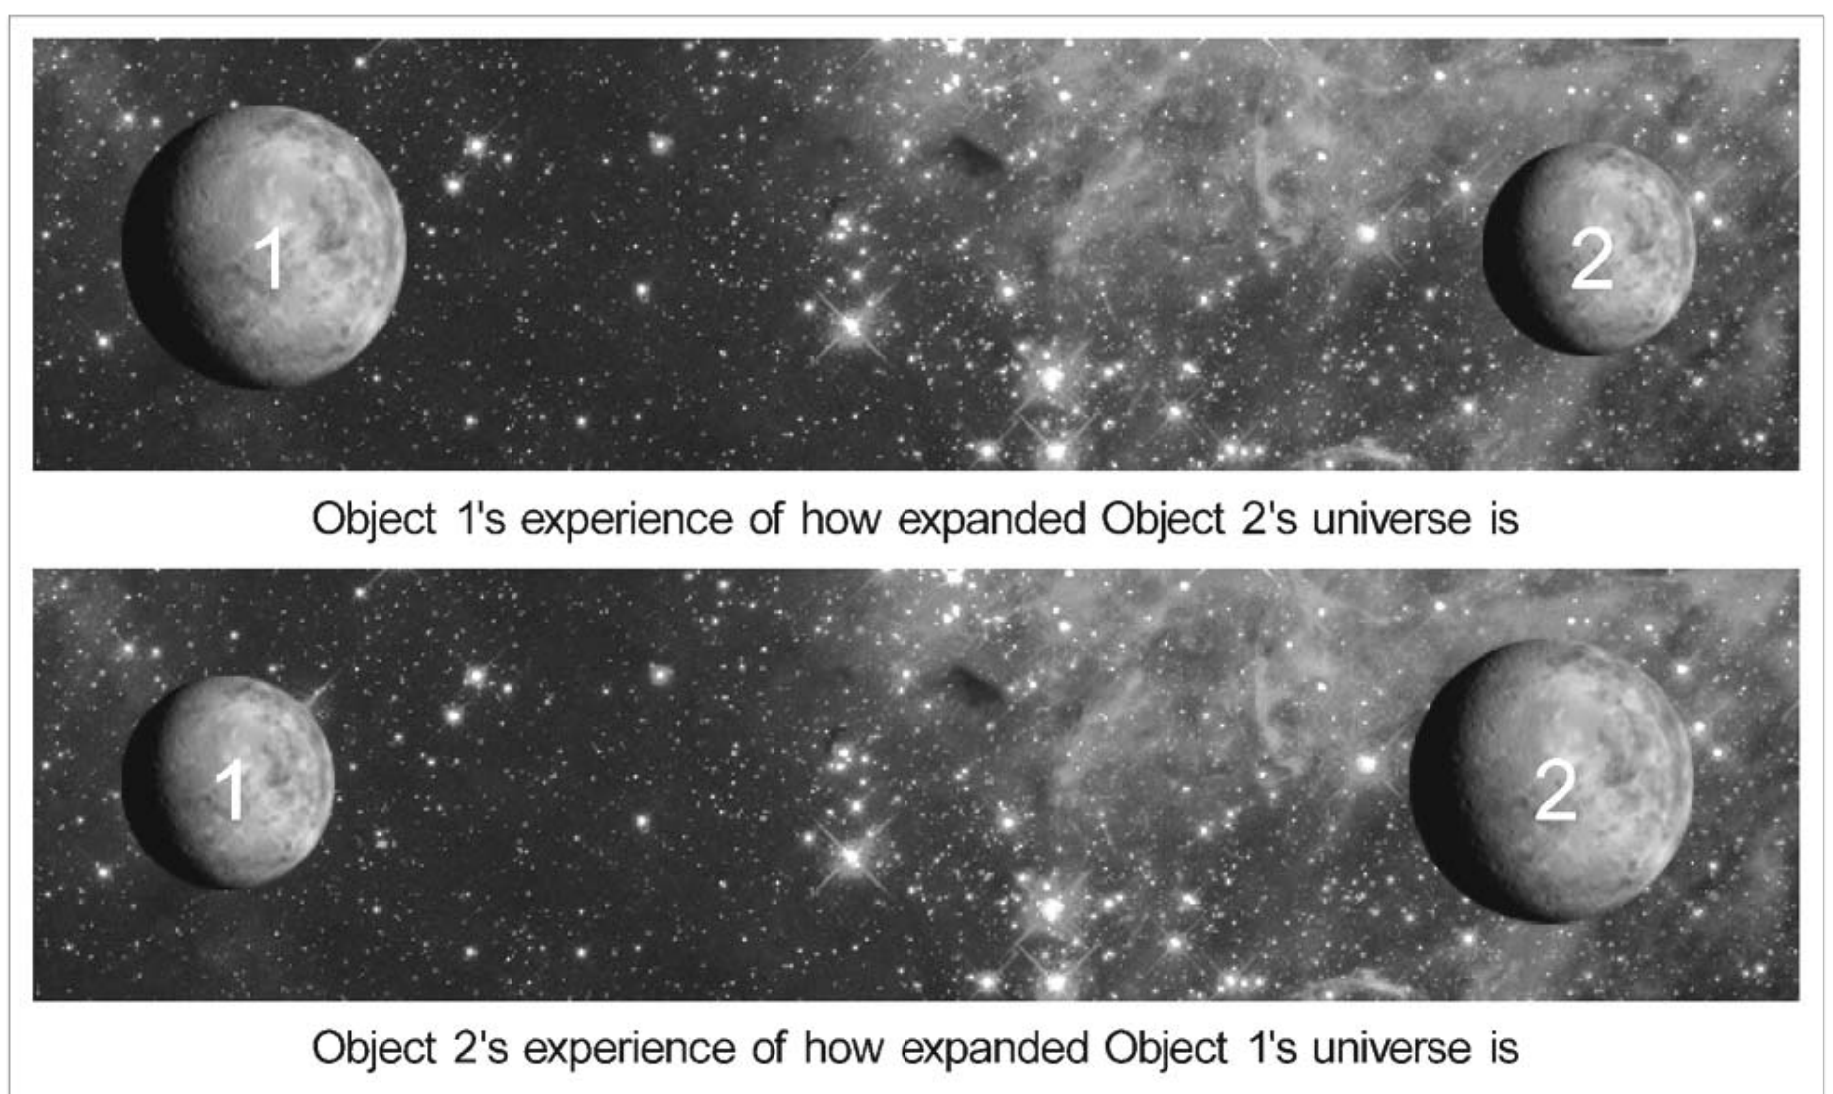 1
2
Object 1's experience of how expanded Object 2's universe is
1
2
Object 2's experience of how expanded Object 1's universe is